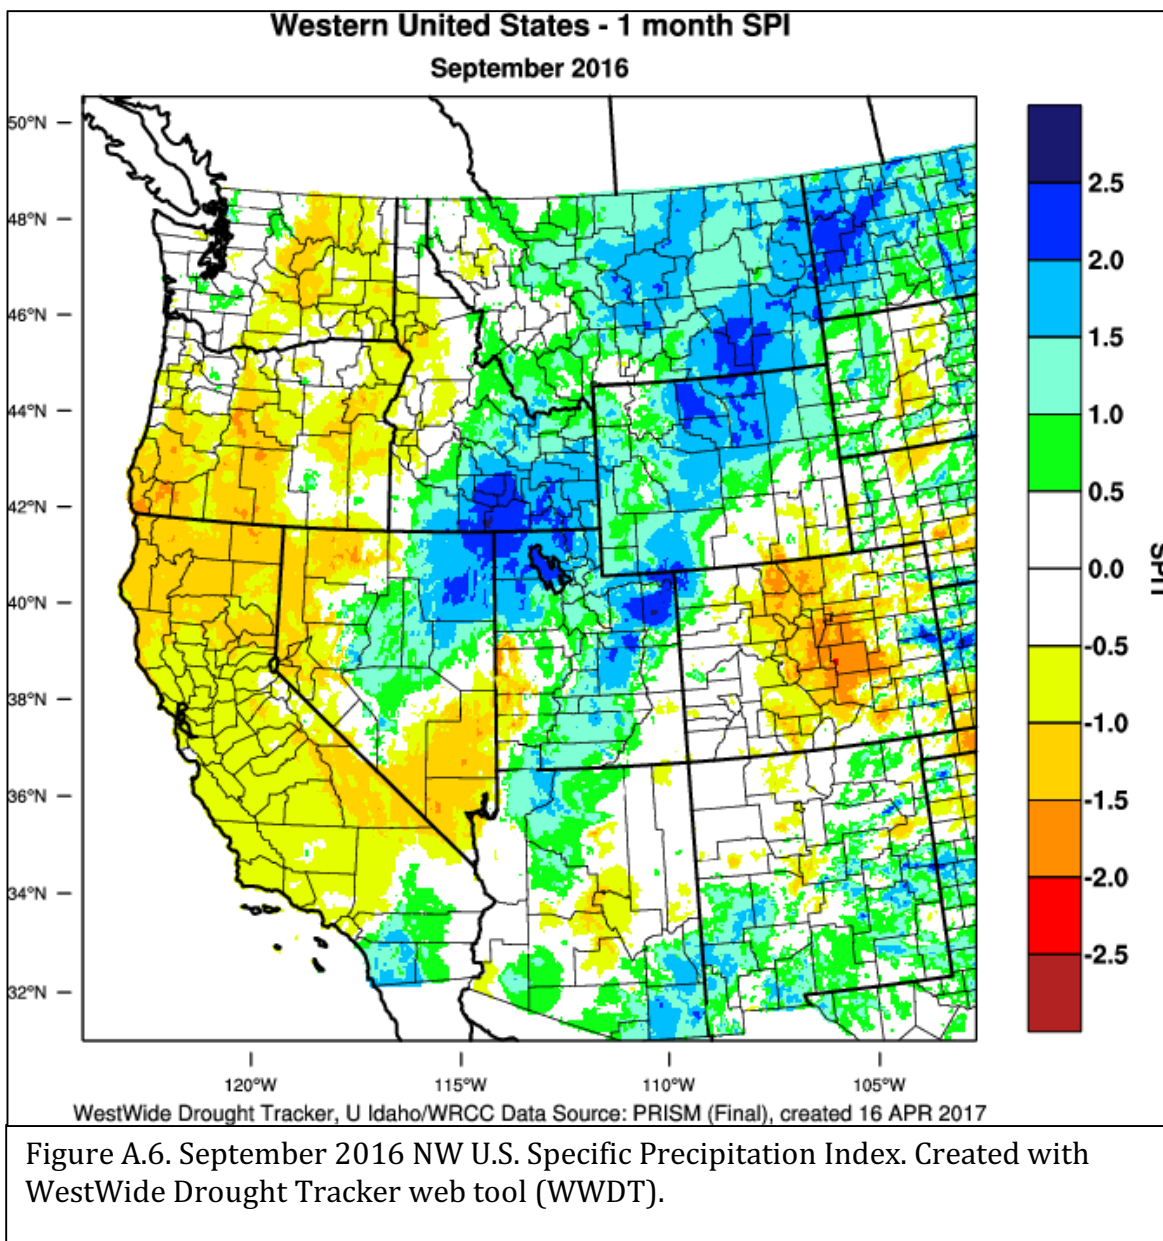 Western United States - 1 month SPI
September 2016
50°N
48°N
46°N
44°N
42°N
40°N
38°N
36°N
34°N
32°N
120°W
115°W
110°W
105°W
2.5
2.0
1.5
1.0
0.5
0.0
-0.5
-1.0
-1.5
-2.0
-2.5
WestWide Drought Tracker, U Idaho/WRCC Data Source: PRISM (Final), created 16 APR 2017
Figure A.6. September 2016 NW U.S. Specific Precipitation Index. Created with
WestWide Drought Tracker web tool (WWDT).